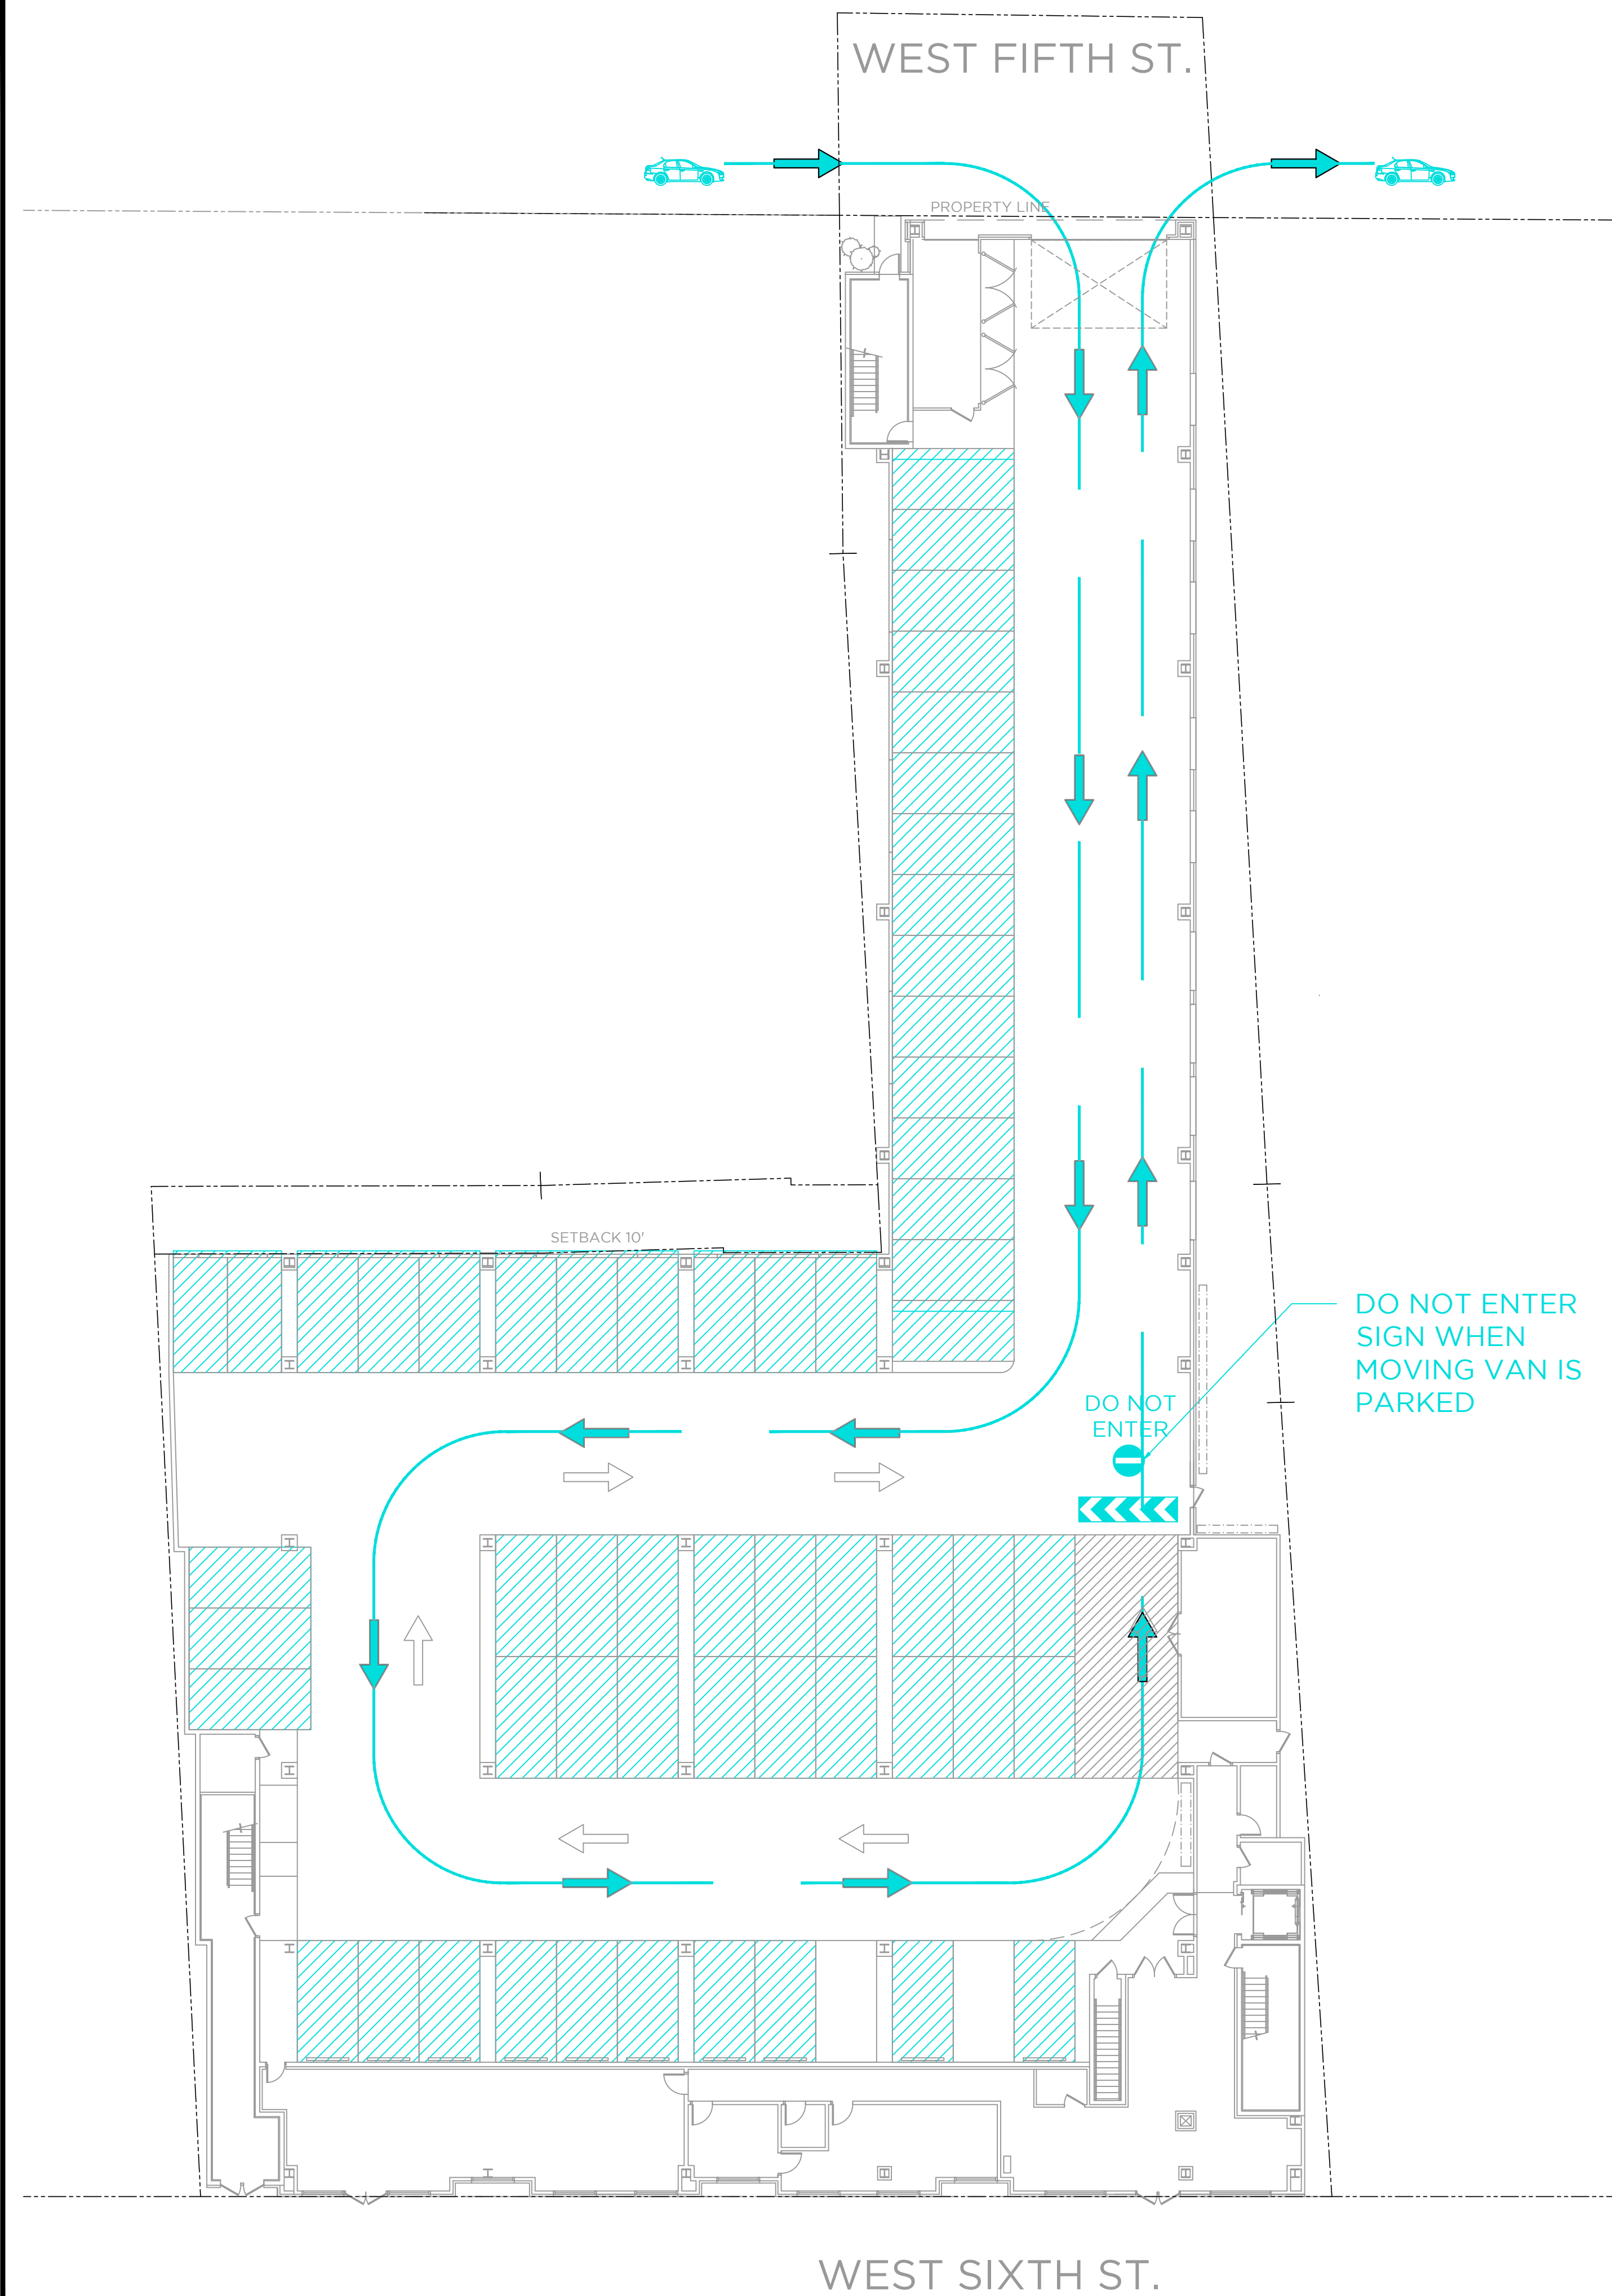 WEST FIFTH ST.
PROPERTY LINE
SETBACK 10'
DO NOT ENTER
SIGN WHEN
MOVING VAN IS
PARKED
DO NOT
ENTER
WEST SIXTH ST.